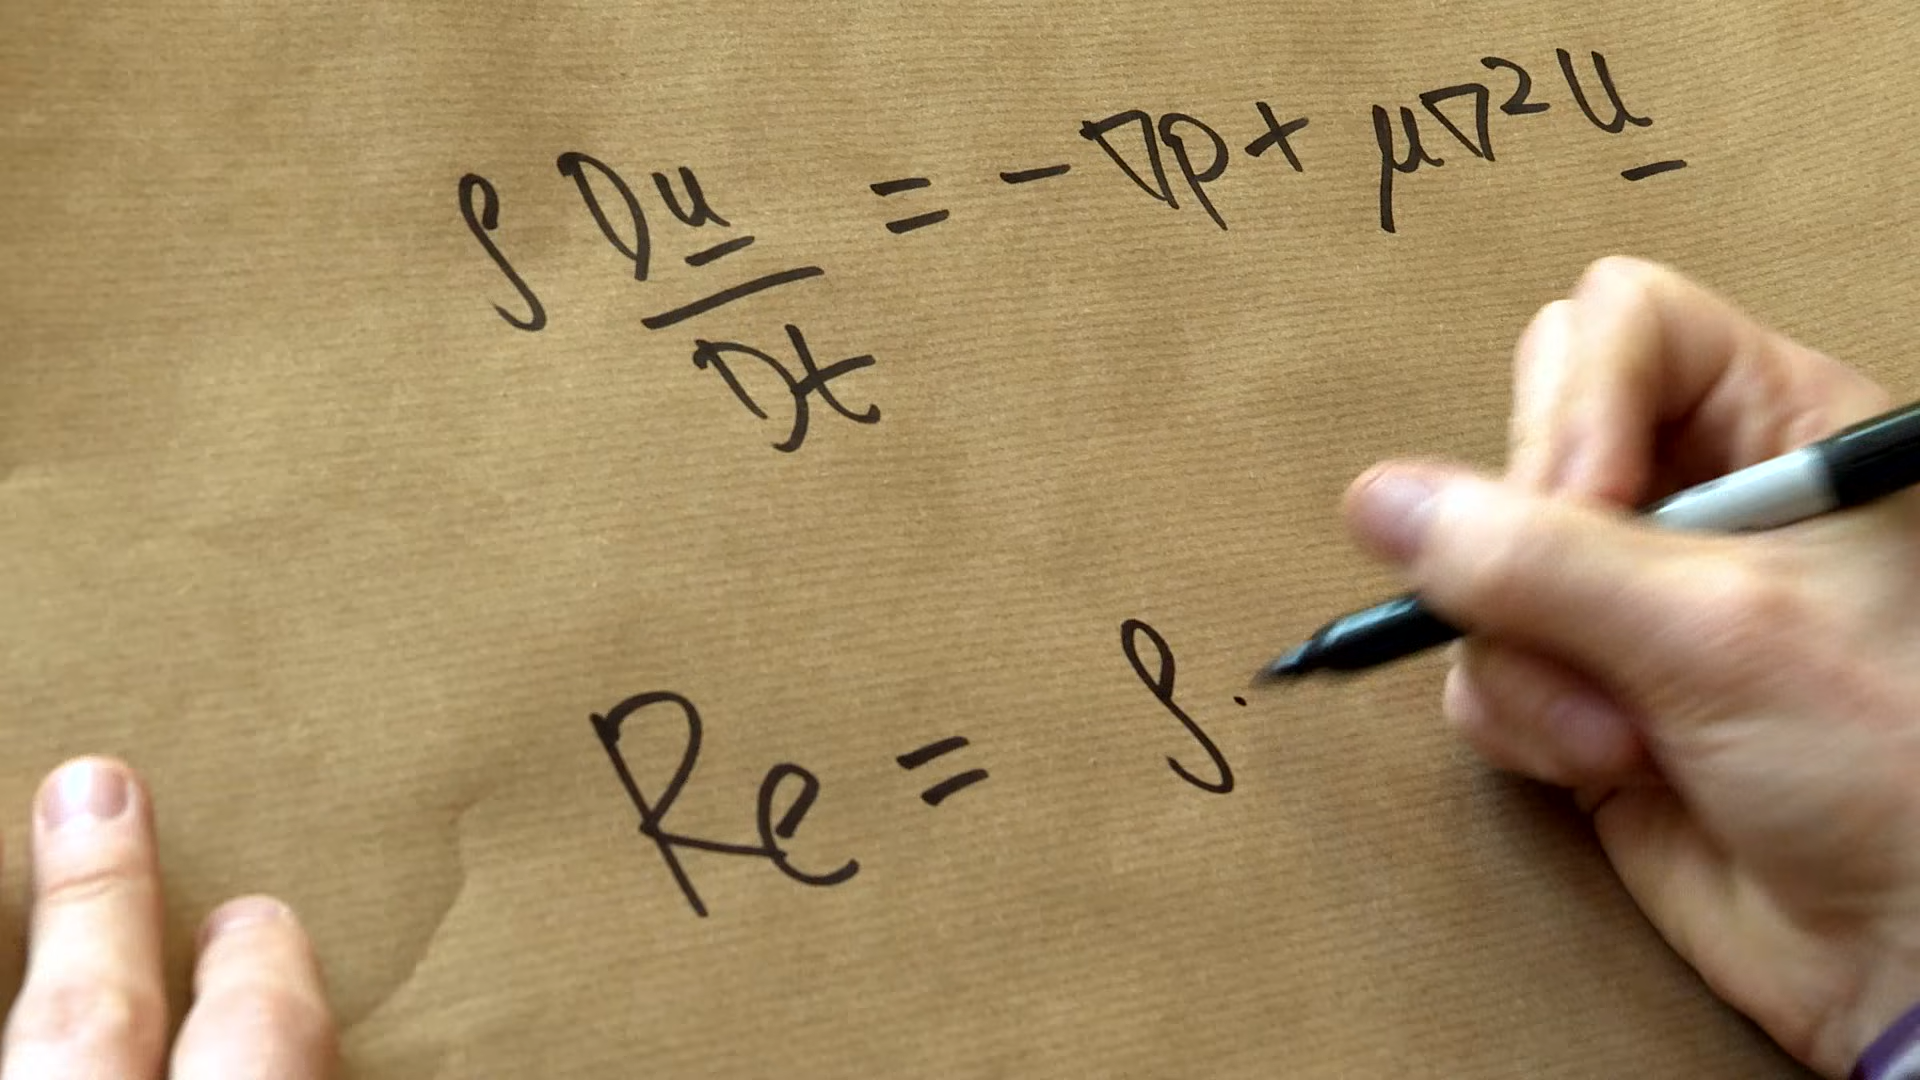 ρ Du/Dt = - ∇p + μ∇²u
Re = ρ